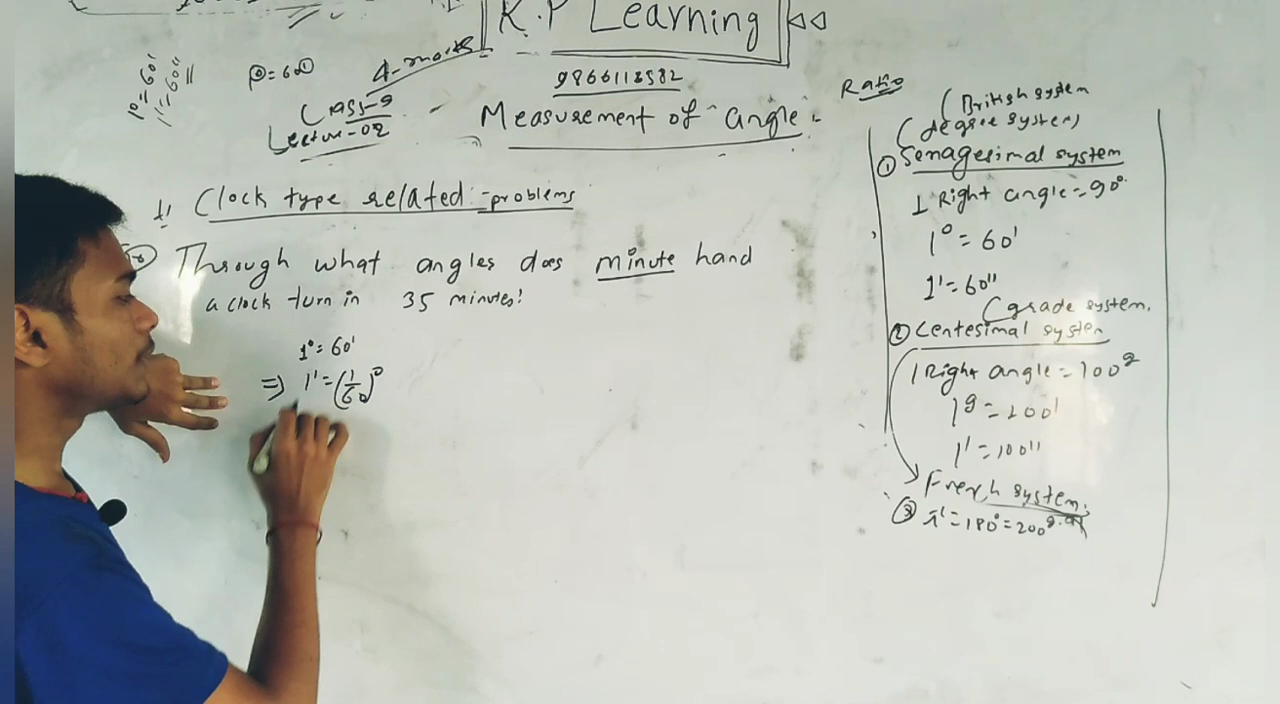 K.P Learning
9866118582
4-marks
1°=60'
1'=60''
Class-9
Lecture-02
Measurement of angle:
1. Clock type related -problems
Through what angles does minute hand
a clock turn in 35 minutes?
1° = 60'
⇒ 1' = (1/60)°
Ratio
(British system
(degree system)
① Senagesimal system
1 Right angle = 90°
1° = 60'
1' = 60''
(grade system.
② Centesimal system
1 Right angle = 100g
1g = 100'
1' = 100''
French system.
③ π^c = 180° = 200g